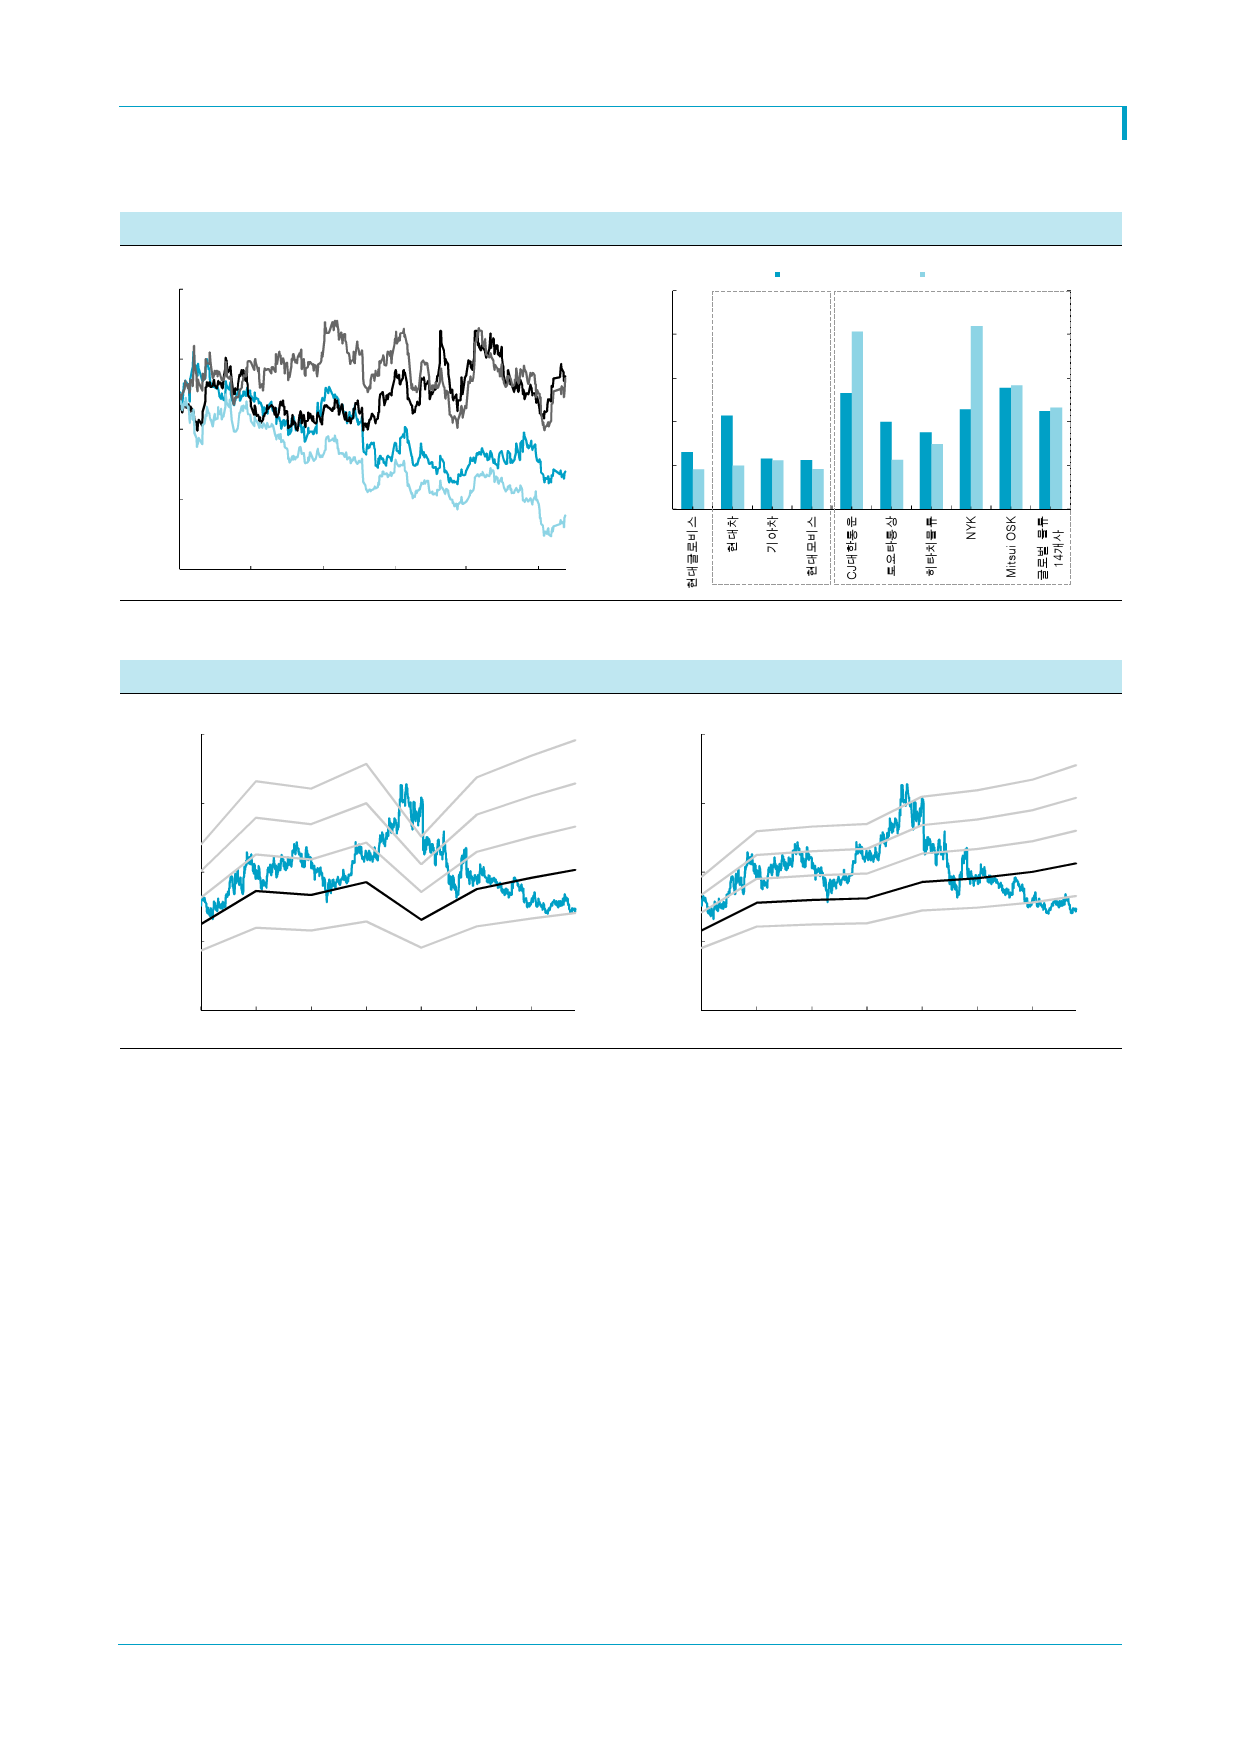 현대글로비스
현대차
기아차
현대모비스
CJ대한통운
토요타통상
히타치물류
NYK
Mitsui OSK
글로벌 물류
14개사